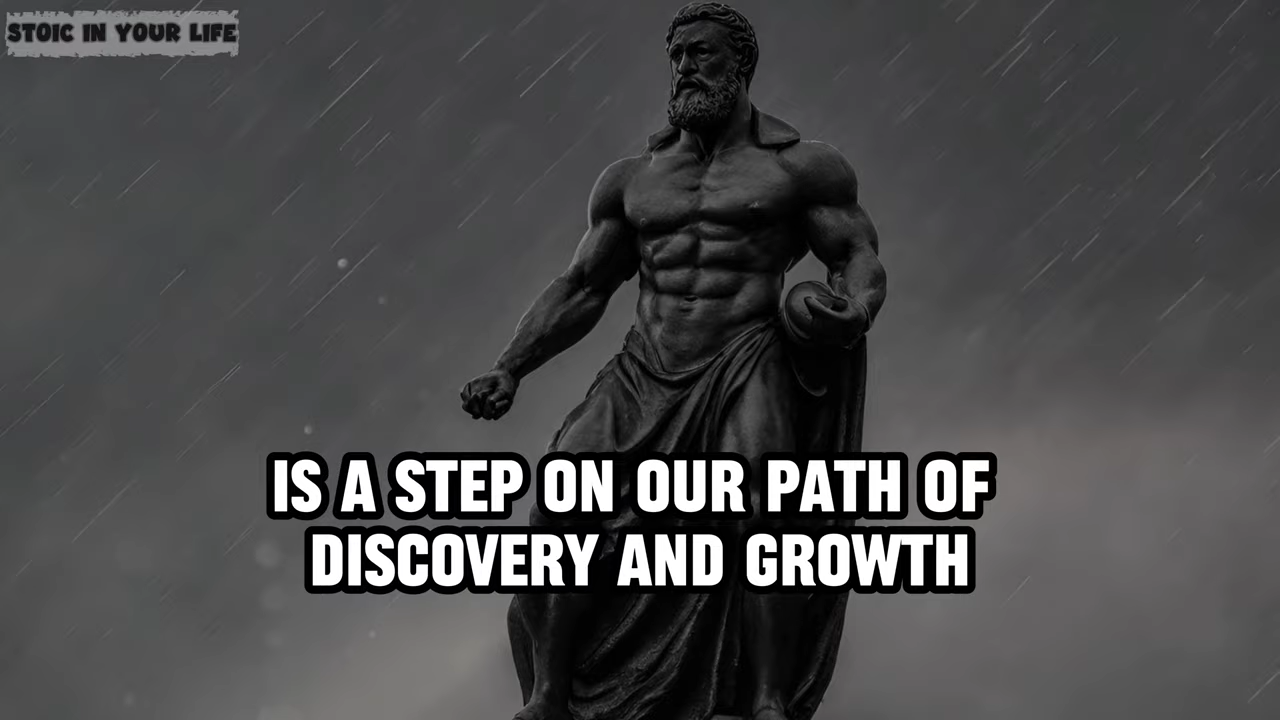 STOIC IN YOUR LIFE
IS A STEP ON OUR PATH OF
DISCOVERY AND GROWTH